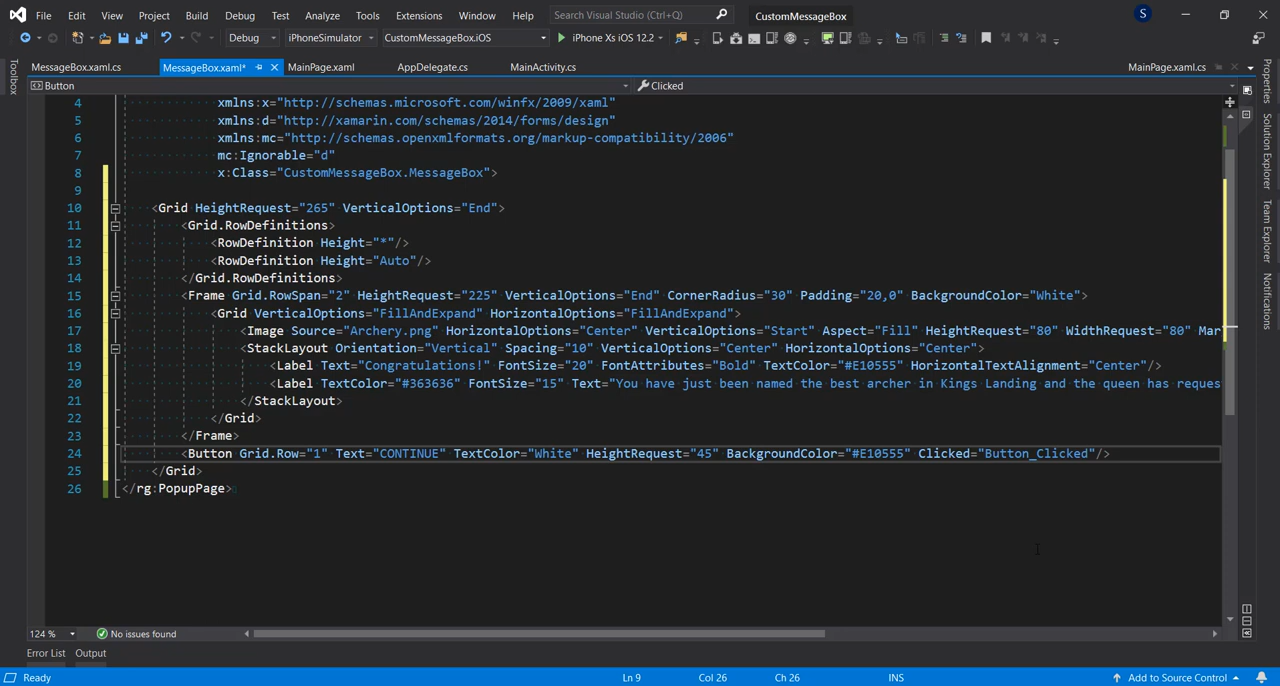 File Edit View Project Build Debug Test Analyze Tools Extensions Window Help Search Visual Studio (Ctrl+Q) CustomMessageBox S
Debug iPhoneSimulator CustomMessageBox.iOS iPhone Xs iOS 12.2
MessageBox.xaml.cs MessageBox.xaml* MainPage.xaml AppDelegate.cs MainActivity.cs MainPage.xaml.cs
Button Clicked
4 xmlns:x="http://schemas.microsoft.com/winfx/2009/xaml"
5 xmlns:d="http://xamarin.com/schemas/2014/forms/design"
6 xmlns:mc="http://schemas.openxmlformats.org/markup-compatibility/2006"
7 mc:Ignorable="d"
8 x:Class="CustomMessageBox.MessageBox">
9
10 <Grid HeightRequest="265" VerticalOptions="End">
11 <Grid.RowDefinitions>
12 <RowDefinition Height="*"/>
13 <RowDefinition Height="Auto"/>
14 </Grid.RowDefinitions>
15 <Frame Grid.RowSpan="2" HeightRequest="225" VerticalOptions="End" CornerRadius="30" Padding="20,0" BackgroundColor="White">
16 <Grid VerticalOptions="FillAndExpand" HorizontalOptions="FillAndExpand">
17 <Image Source="Archery.png" HorizontalOptions="Center" VerticalOptions="Start" Aspect="Fill" HeightRequest="80" WidthRequest="80" Mar
18 <StackLayout Orientation="Vertical" Spacing="10" VerticalOptions="Center" HorizontalOptions="Center">
19 <Label Text="Congratulations!" FontSize="20" FontAttributes="Bold" TextColor="#E10555" HorizontalTextAlignment="Center"/>
20 <Label TextColor="#363636" FontSize="15" Text="You have just been named the best archer in Kings Landing and the queen has reques
21 </StackLayout>
22 </Grid>
23 </Frame>
24 <Button Grid.Row="1" Text="CONTINUE" TextColor="White" HeightRequest="45" BackgroundColor="#E10555" Clicked="Button_Clicked"/>
25 </Grid>
26 </rg:PopupPage>
Toolbox
Properties
Solution Explorer
Team Explorer
Notifications
124 % No issues found
Error List Output
Ready Ln 9 Col 26 Ch 26 INS Add to Source Control